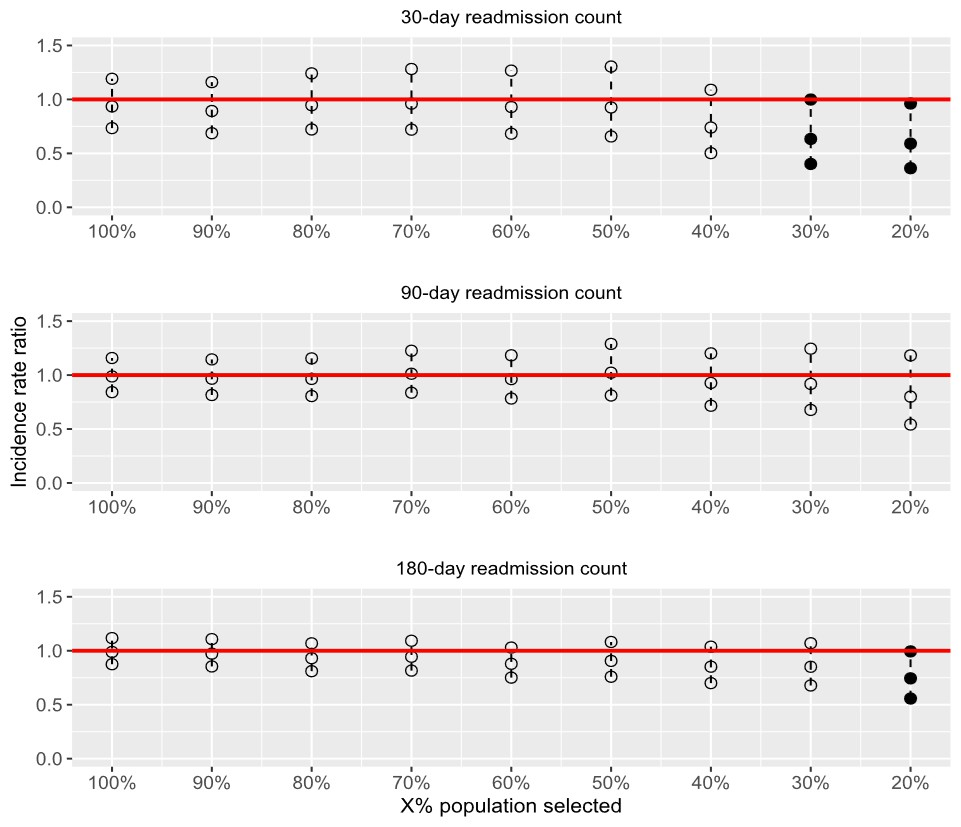 30-day readmission count
1.5
1.0
0.5
0.0
100% 90% 80% 70% 60% 50% 40% 30% 20%
90-day readmission count
Incidence rate ratio
1.5
1.0
0.5
0.0
100% 90% 80% 70% 60% 50% 40% 30% 20%
180-day readmission count
1.5
1.0
0.5
0.0
100% 90% 80% 70% 60% 50% 40% 30% 20%
X% population selected